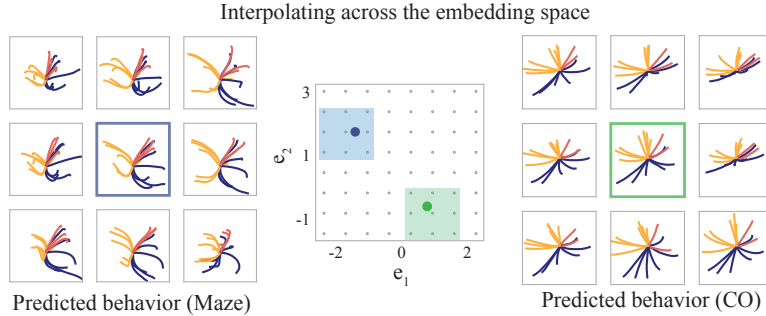 Interpolating across the embedding space
3
e2
1
-1
-2
0
2
e1
Predicted behavior (Maze)
Predicted behavior (CO)